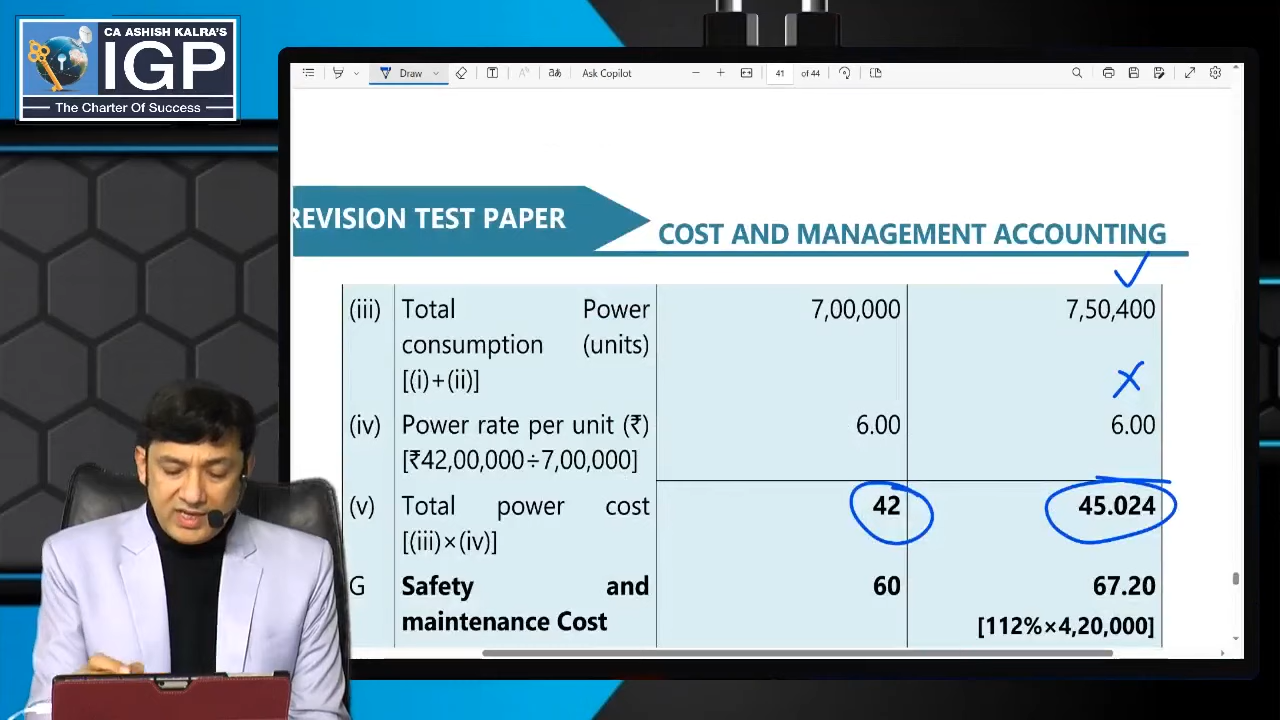 CA ASHISH KALRA'S
IGP
The Charter Of Success
Draw
Ask Copilot
41 of 44
REVISION TEST PAPER
COST AND MANAGEMENT ACCOUNTING
(iii) Total Power 7,00,000 7,50,400
consumption (units)
[(i)+(ii)]
(iv) Power rate per unit (₹) 6.00 6.00
[₹42,00,000÷7,00,000]
(v) Total power cost 42 45.024
[(iii)×(iv)]
G Safety and 60 67.20
maintenance Cost [112%×4,20,000]